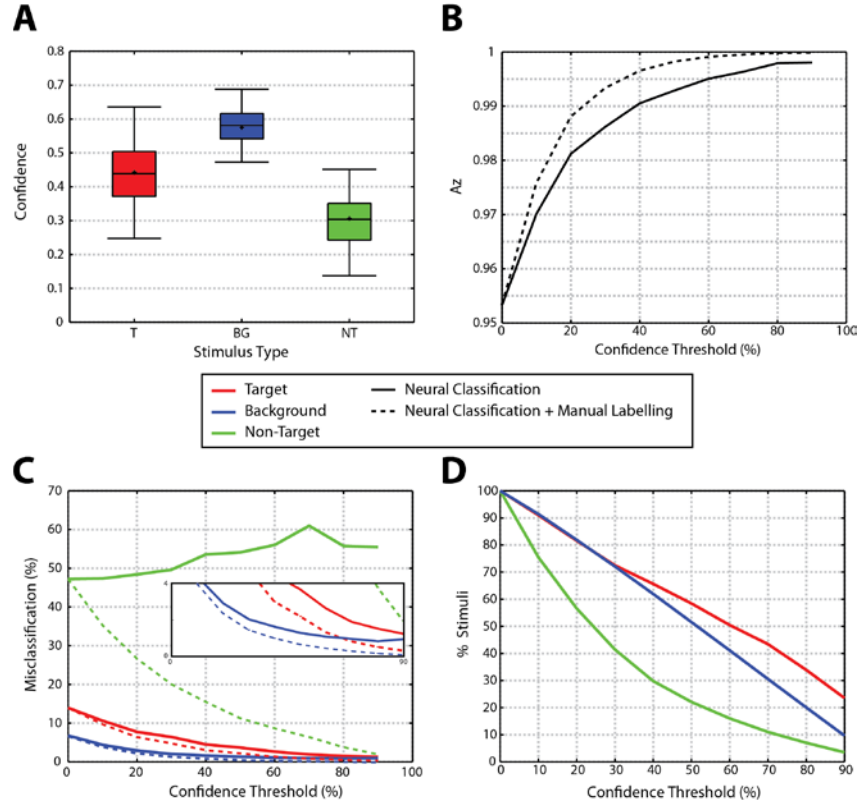 A
Confidence
0.8
0.7
0.6
0.5
0.4
0.3
0.2
0.1
0
T BG NT
Stimulus Type
B
Az
1
0.99
0.98
0.97
0.96
0.95
0 20 40 60 80 100
Confidence Threshold (%)
Target
Background
Non-Target
Neural Classification
Neural Classification + Manual Labelling
C
Misclassification (%)
70
60
50
40
30
20
10
0
4
0
0 90
0 20 40 60 80 100
Confidence Threshold (%)
D
% Stimuli
100
90
80
70
60
50
40
30
20
10
0
0 10 20 30 40 50 60 70 80 90
Confidence Threshold (%)